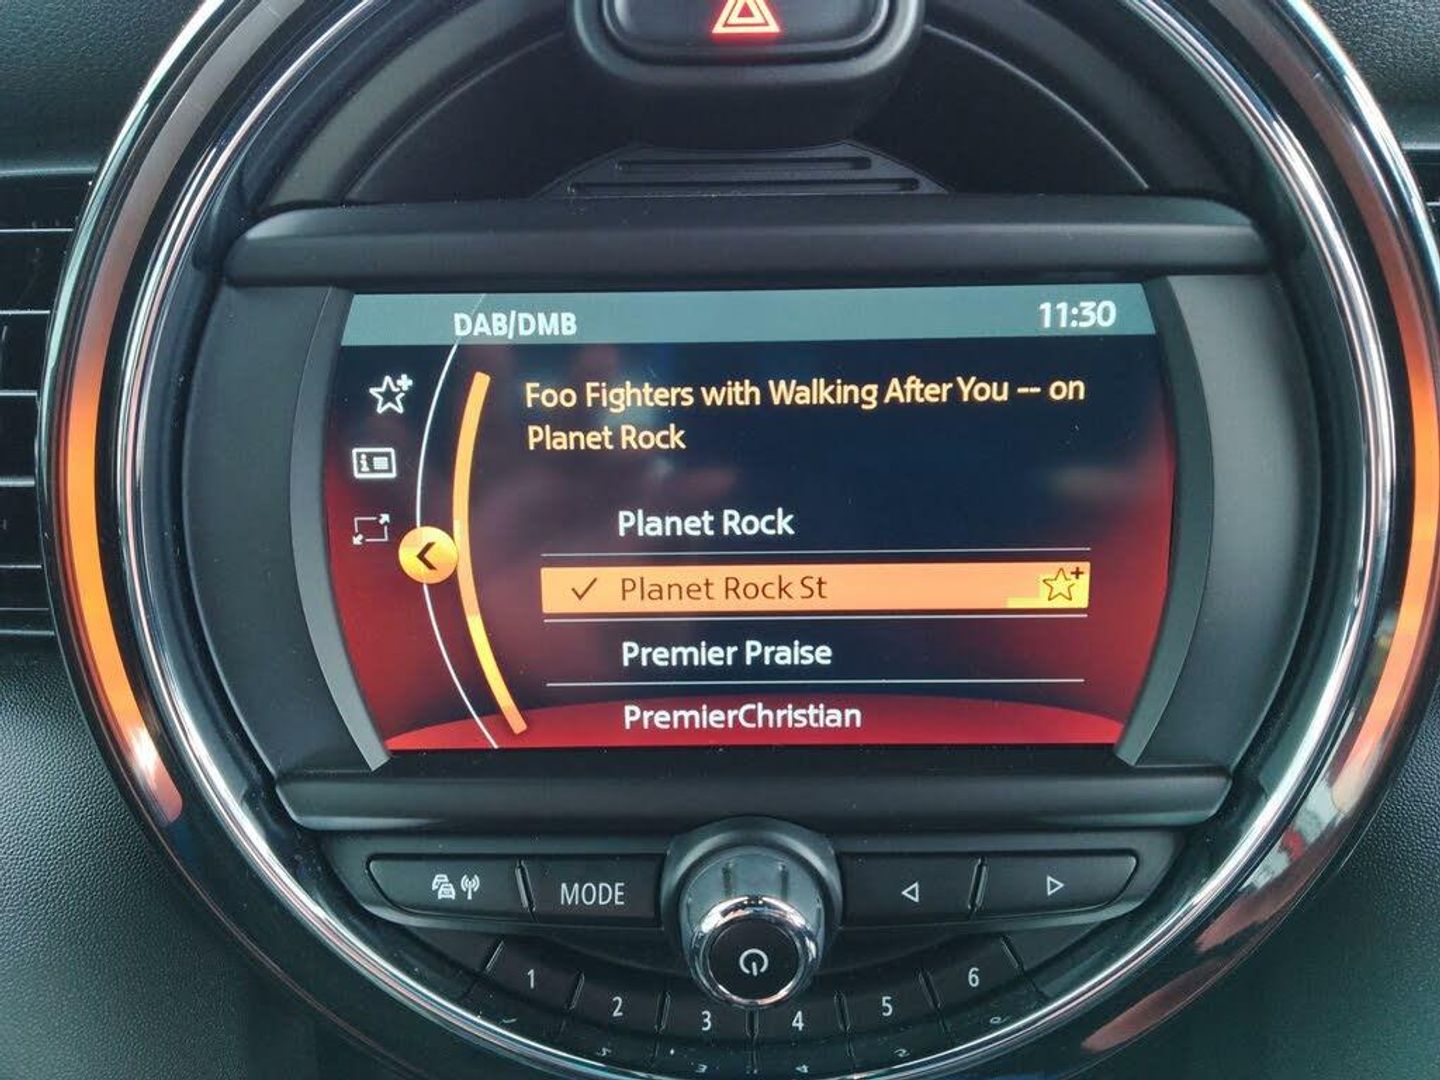 DAB/DMB 11:30
Foo Fighters with Walking After You -- on
Planet Rock
Planet Rock
Planet Rock St
Premier Praise
PremierChristian
MODE
1 2 3 4 5 6